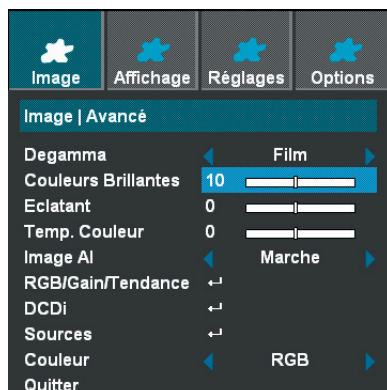 Image Affichage Réglages Options
Image | Avancé
Degamma Film
Couleurs Brillantes 10
Eclatant 0
Temp. Couleur 0
Image AI Marche
RGB/Gain/Tendance
DCDi
Sources
Couleur RGB
Quitter